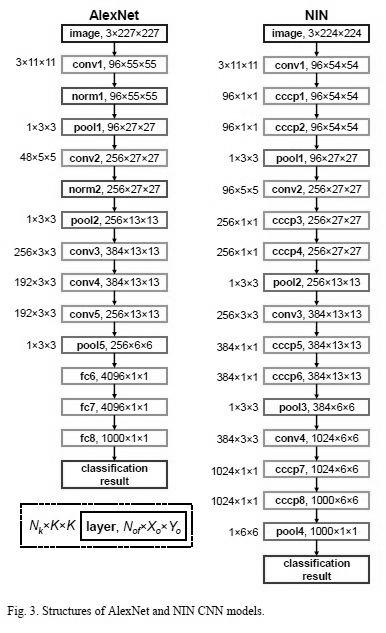 AlexNet
image, 3×227×227
3×11×11 conv1, 96×55×55
norm1, 96×55×55
1×3×3 pool1, 96×27×27
48×5×5 conv2, 256×27×27
norm2, 256×27×27
1×3×3 pool2, 256×13×13
256×3×3 conv3, 384×13×13
192×3×3 conv4, 384×13×13
192×3×3 conv5, 256×13×13
1×3×3 pool5, 256×6×6
fc6, 4096×1×1
fc7, 4096×1×1
fc8, 1000×1×1
classification
result
NIN
image, 3×224×224
3×11×11 conv1, 96×54×54
96×1×1 cccp1, 96×54×54
96×1×1 cccp2, 96×54×54
1×3×3 pool1, 96×27×27
96×5×5 conv2, 256×27×27
256×1×1 cccp3, 256×27×27
256×1×1 cccp4, 256×27×27
1×3×3 pool2, 256×13×13
256×3×3 conv3, 384×13×13
384×1×1 cccp5, 384×13×13
384×1×1 cccp6, 384×13×13
1×3×3 pool3, 384×6×6
384×3×3 conv4, 1024×6×6
1024×1×1 cccp7, 1024×6×6
1024×1×1 cccp8, 1000×6×6
1×6×6 pool4, 1000×1×1
classification
result
Nk×K×K layer, Nof×Xo×Yo
Fig. 3. Structures of AlexNet and NIN CNN models.